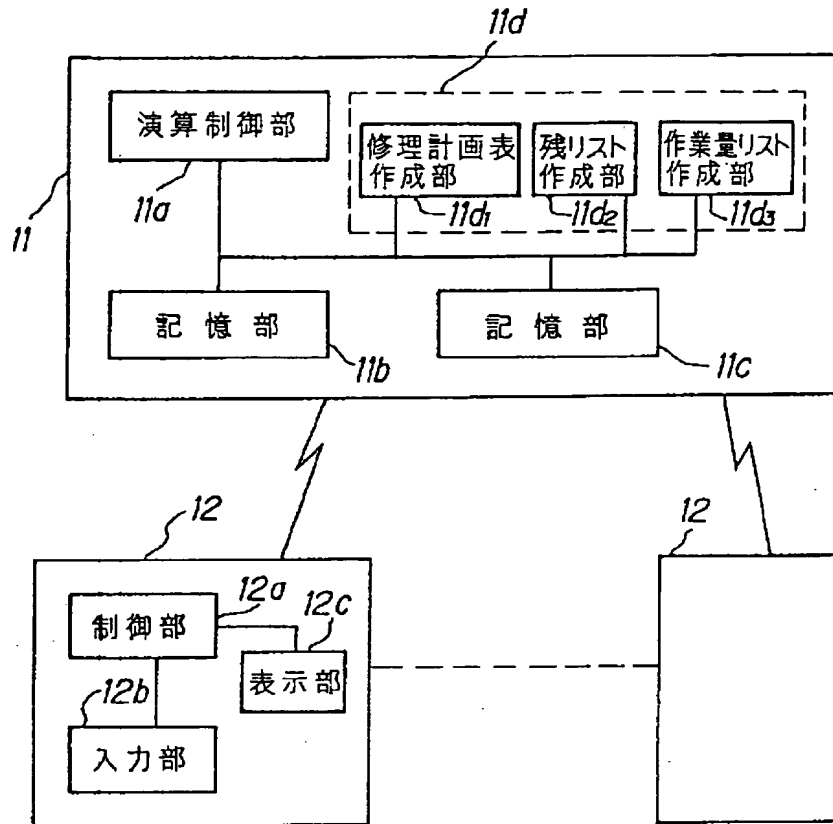 11d
演算制御部
修理計画表
作成部
残リスト
作成部
作業量リスト
作成部
11a
11d1
11d2
11d3
11
記憶部
記憶部
11b
11c
12
12
制御部
12a
12c
表示部
12b
入力部